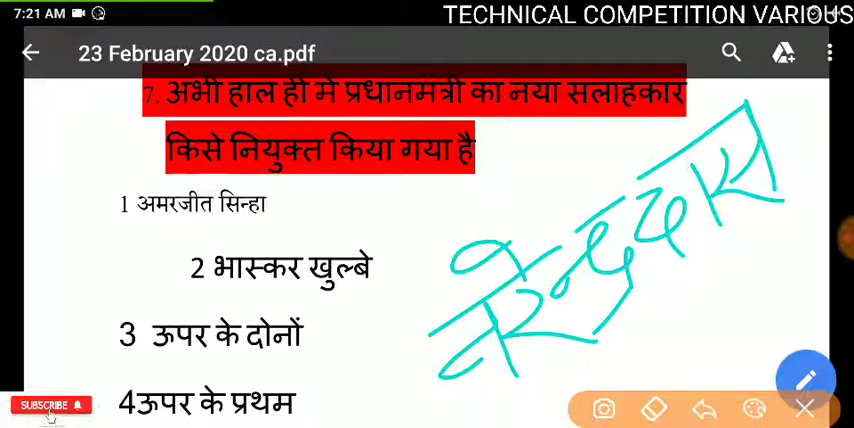 7:21 AM
TECHNICAL COMPETITION VARIOUS
23 February 2020 ca.pdf
7. अभी हाल ही मे प्रधानमंत्री का नया सलाहकार
किसे नियुक्त किया गया है
1 अमरजीत सिन्हा
2 भास्कर खुल्बे
3 ऊपर के दोनों
4ऊपर के प्रथम
SUBSCRIBE